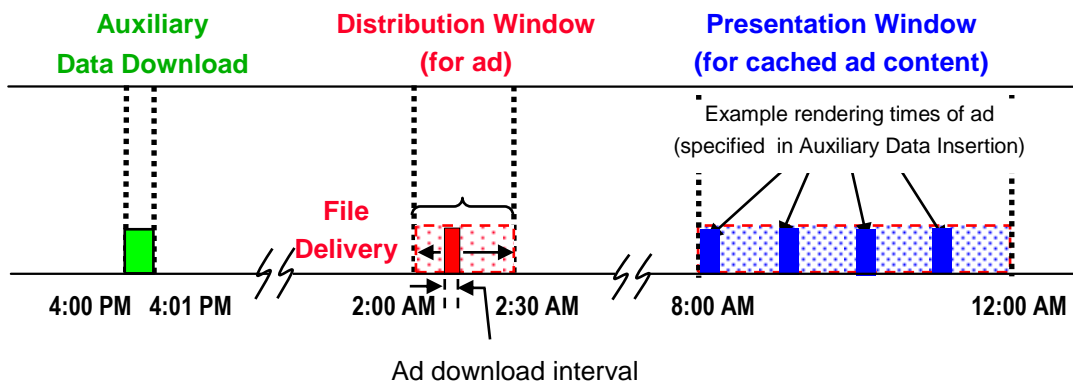 Auxiliary
Data Download
Distribution Window
(for ad)
Presentation Window
(for cached ad content)
Example rendering times of ad
(specified in Auxiliary Data Insertion)
File
Delivery
4:00 PM
4:01 PM
2:00 AM
2:30 AM
8:00 AM
12:00 AM
Ad download interval